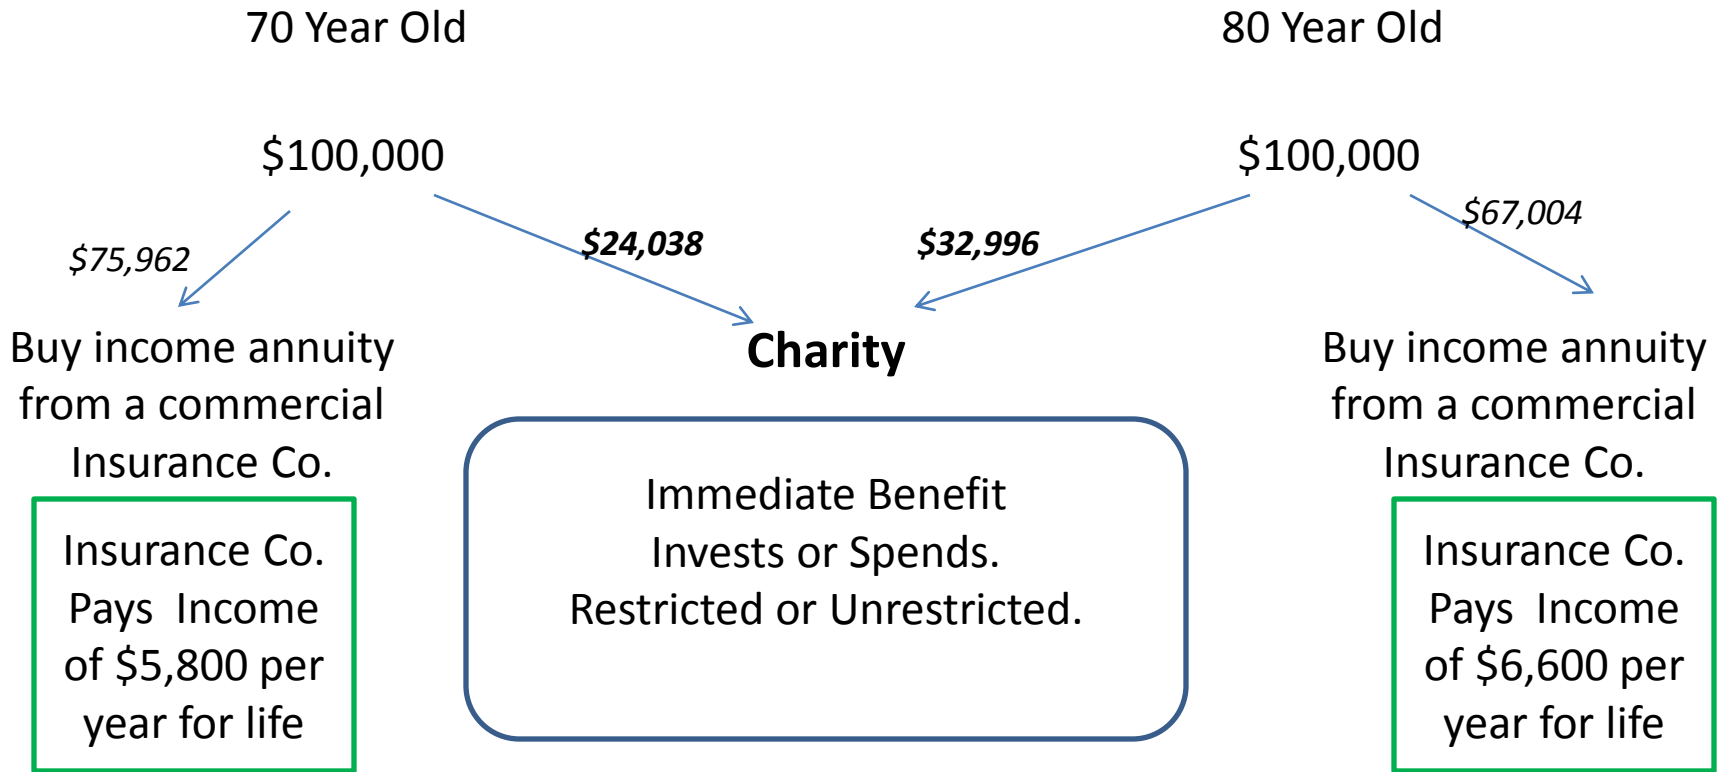 70 Year Old
80 Year Old
$100,000
$100,000
$75,962
$24,038
$32,996
$67,004
Buy income annuity
from a commercial
Insurance Co.
Insurance Co.
Pays Income
of $5,800 per
year for life
Charity
Immediate Benefit
Invests or Spends.
Restricted or Unrestricted.
Buy income annuity
from a commercial
Insurance Co.
Insurance Co.
Pays Income
of $6,600 per
year for life